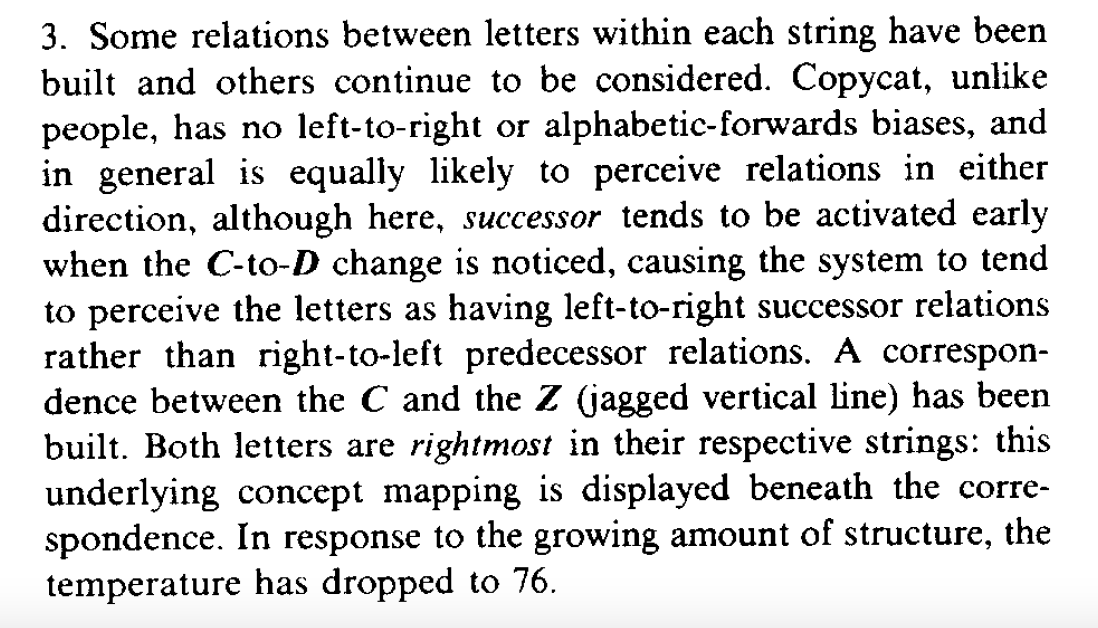 3. Some relations between letters within each string have been
built and others continue to be considered. Copycat, unlike
people, has no left-to-right or alphabetic-forwards biases, and
in general is equally likely to perceive relations in either
direction, although here, successor tends to be activated early
when the C-to-D change is noticed, causing the system to tend
to perceive the letters as having left-to-right successor relations
rather than right-to-left predecessor relations. A correspon-
dence between the C and the Z (jagged vertical line) has been
built. Both letters are rightmost in their respective strings: this
underlying concept mapping is displayed beneath the corre-
spondence. In response to the growing amount of structure, the
temperature has dropped to 76.